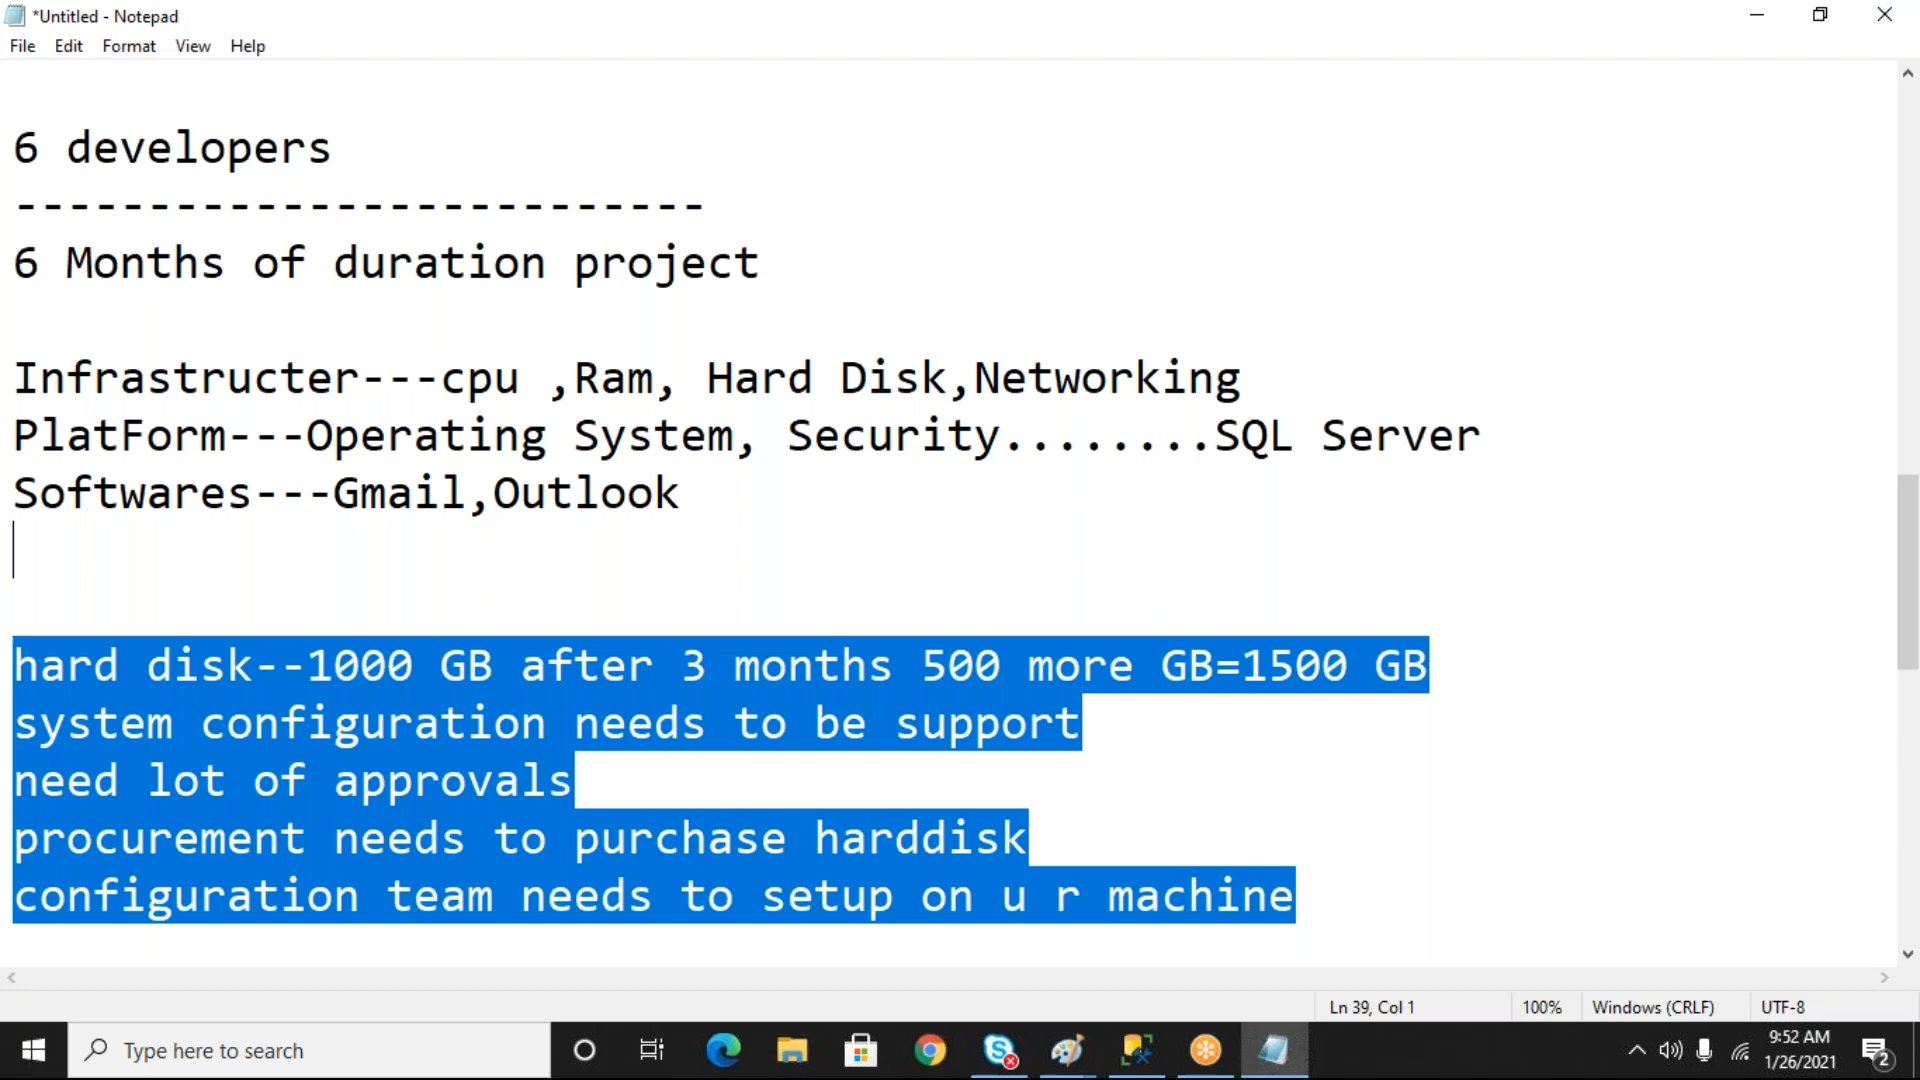 *Untitled - Notepad
File Edit Format View Help
6 developers
--------------------------
6 Months of duration project
Infrastructer---cpu ,Ram, Hard Disk,Networking
PlatForm---Operating System, Security........SQL Server
Softwares---Gmail,Outlook
hard disk--1000 GB after 3 months 500 more GB=1500 GB
system configuration needs to be support
need lot of approvals
procurement needs to purchase harddisk
configuration team needs to setup on u r machine
Ln 39, Col 1 100% Windows (CRLF) UTF-8
Type here to search
9:52 AM
1/26/2021
2